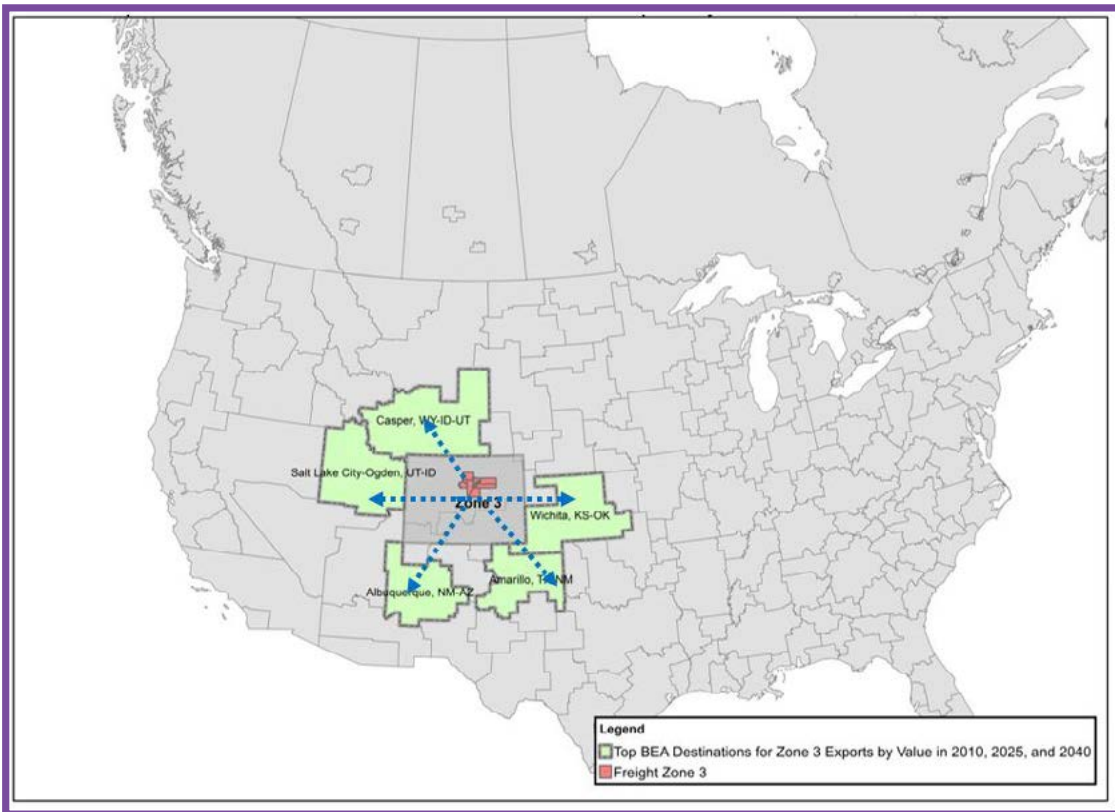 Casper, WY-ID-UT
Salt Lake City-Ogden, UT-ID
Zone 3
Wichita, KS-OK
Amarillo, TX-NM
Albuquerque, NM-AZ
Legend
Top BEA Destinations for Zone 3 Exports by Value in 2010, 2025, and 2040
Freight Zone 3